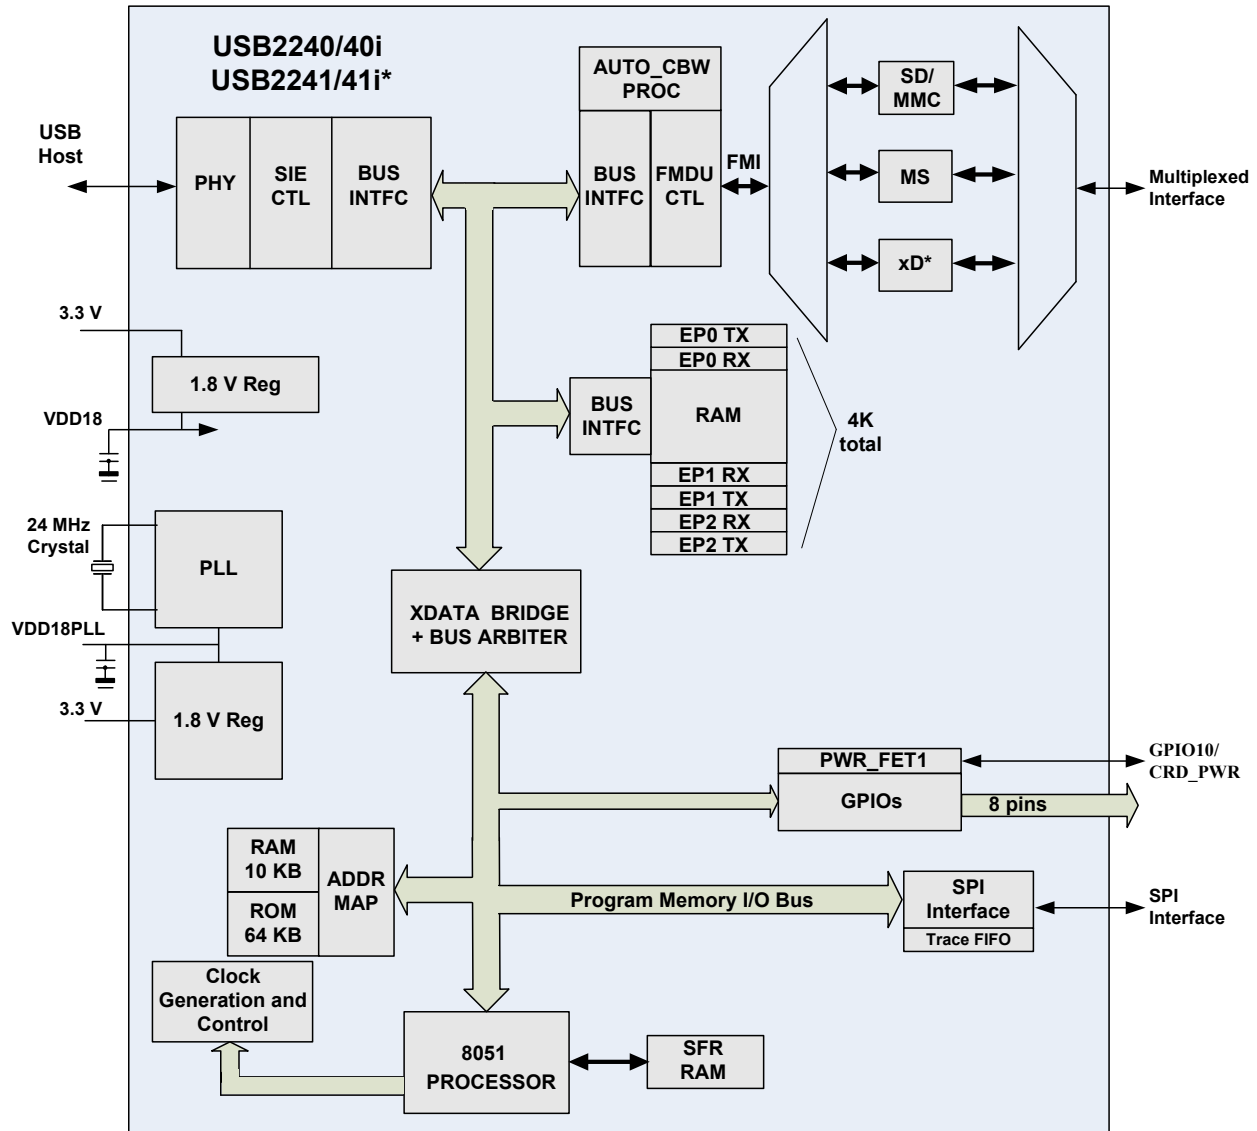 USB2240/40i
USB2241/41i*
USB
Host
PHY
SIE
CTL
BUS
INTFC
AUTO_CBW
PROC
BUS
INTFC
FMDU
CTL
FMI
SD/
MMC
MS
xD*
Multiplexed
Interface
3.3 V
1.8 V Reg
VDD18
EP0 TX
EP0 RX
BUS
INTFC
RAM
EP1 RX
EP1 TX
EP2 RX
EP2 TX
4K
total
24 MHz
Crystal
PLL
VDD18PLL
3.3 V
1.8 V Reg
XDATA BRIDGE
+ BUS ARBITER
PWR_FET1
GPIOs
8 pins
GPIO10/
CRD_PWR
RAM
10 KB
ROM
64 KB
ADDR
MAP
Program Memory I/O Bus
SPI
Interface
Trace FIFO
SPI
Interface
Clock
Generation and
Control
8051
PROCESSOR
SFR
RAM